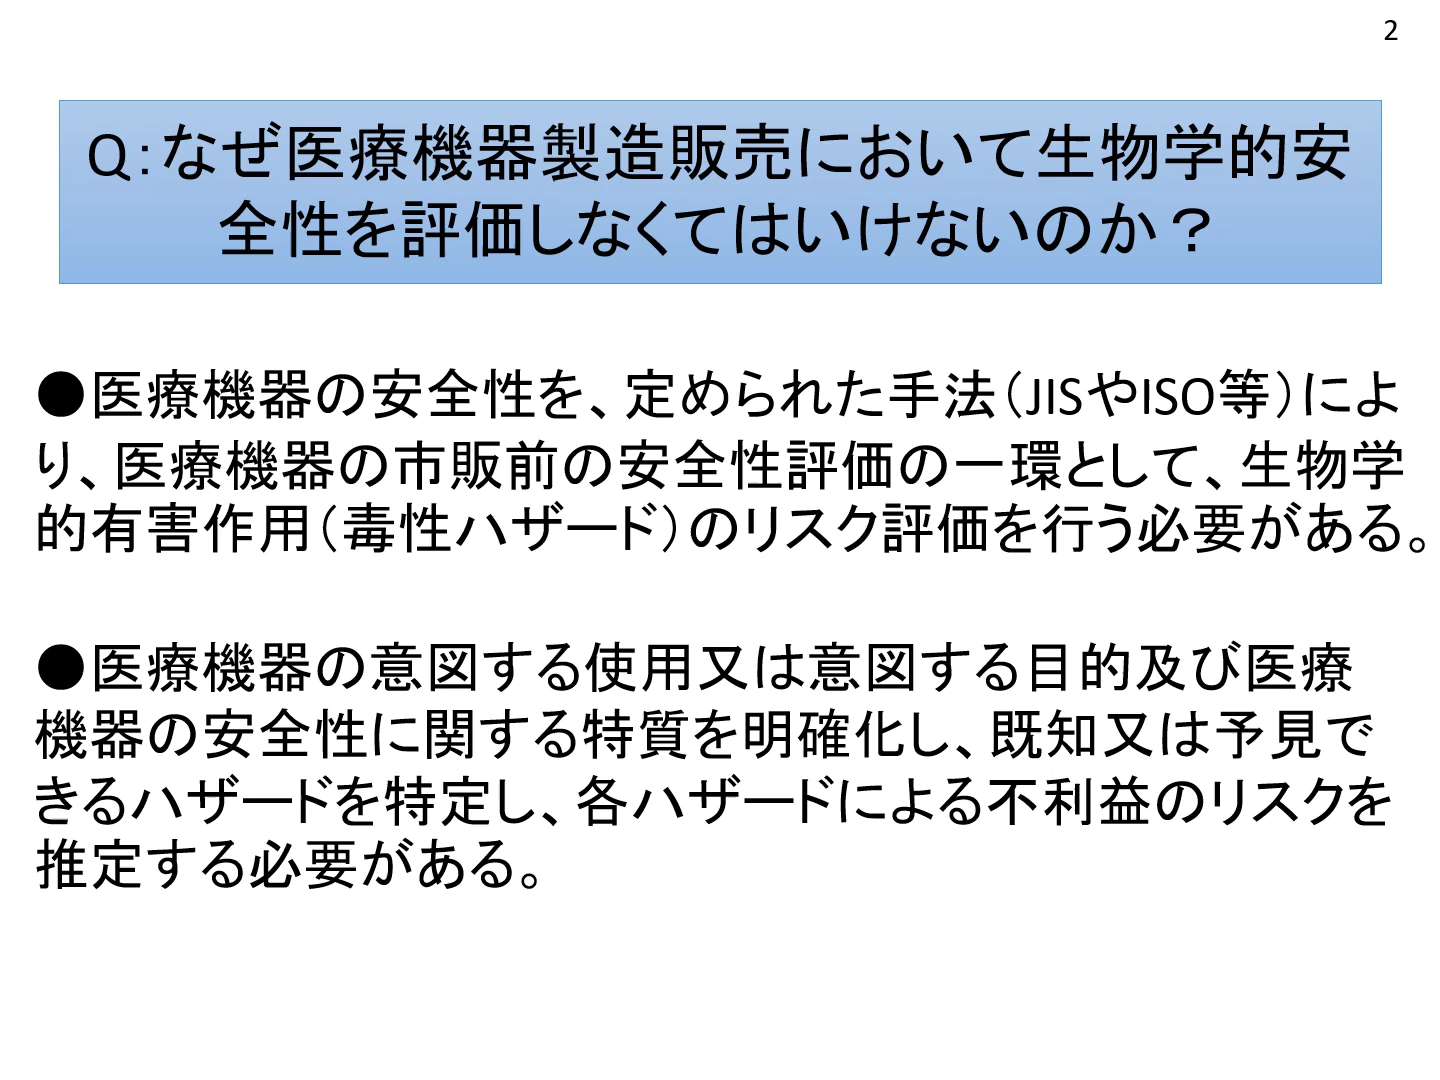 2
Q：なぜ医療機器製造販売において生物学的安
全性を評価しなくてはいけないのか？
●医療機器の安全性を、定められた手法（JISやISO等）によ
り、医療機器の市販前の安全性評価の一環として、生物学
的有害作用（毒性ハザード）のリスク評価を行う必要がある。
●医療機器の意図する使用又は意図する目的及び医療
機器の安全性に関する特質を明確化し、既知又は予見で
きるハザードを特定し、各ハザードによる不利益のリスクを
推定する必要がある。